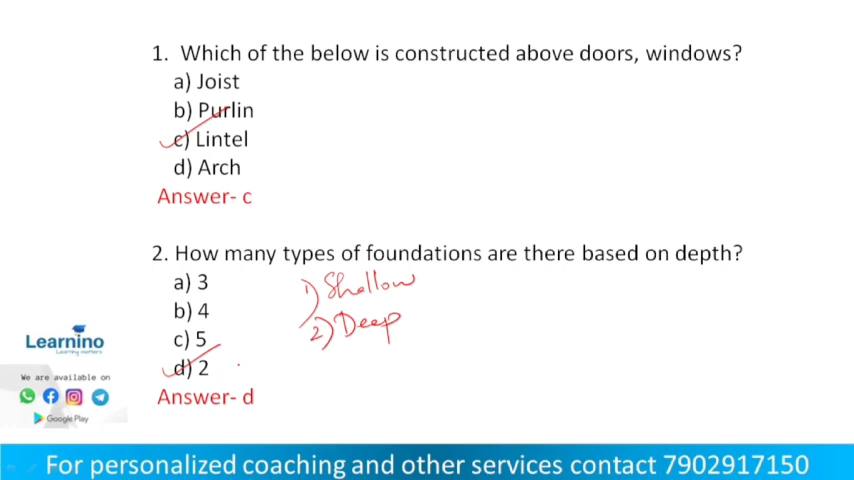 1. Which of the below is constructed above doors, windows?
a) Joist
b) Purlin
c) Lintel
d) Arch
Answer- c
2. How many types of foundations are there based on depth?
a) 3
1) Shallow
b) 4
2) Deep
c) 5
d) 2
Answer- d
Learnino
Learning matters
We are available on
Google Play
For personalized coaching and other services contact 7902917150